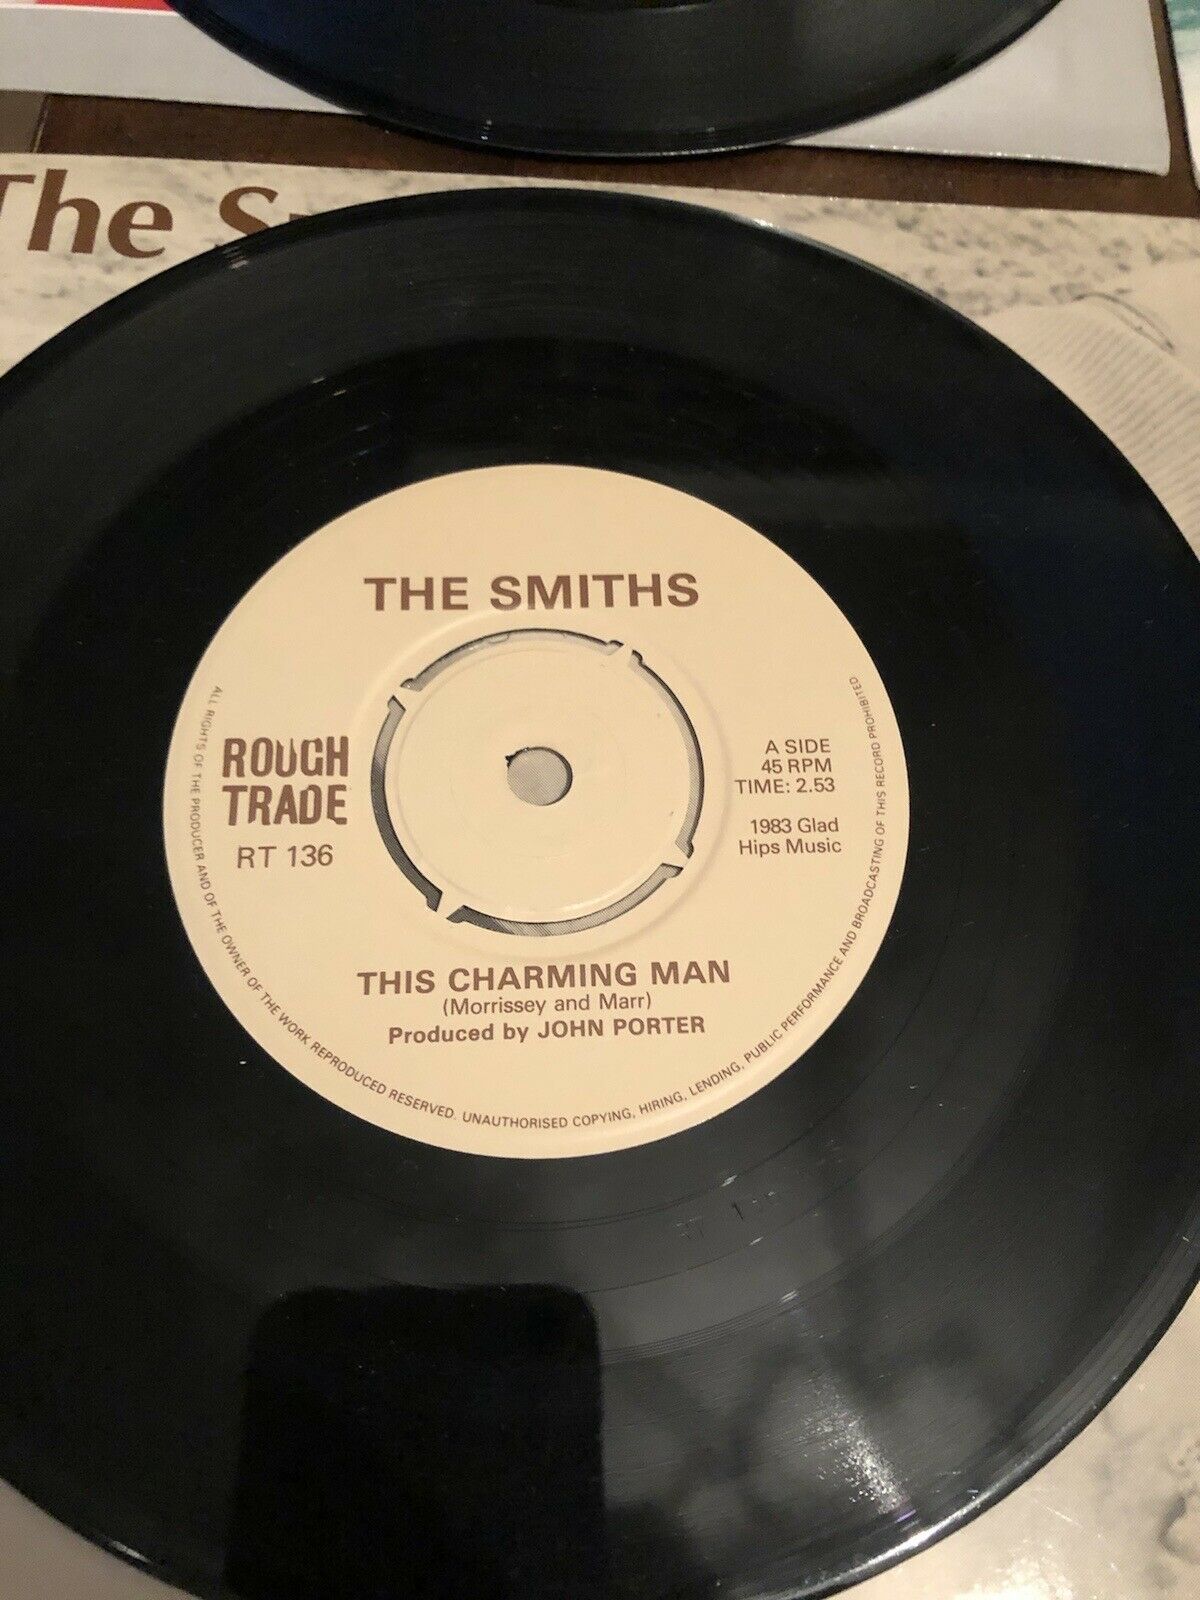 The S
THE SMITHS
ROUGH
TRADE
RT 136
A SIDE
45 RPM
TIME: 2.53
1983 Glad
Hips Music
THIS CHARMING MAN
(Morrissey and Marr)
Produced by JOHN PORTER
ALL RIGHTS OF THE PRODUCER AND OF THE OWNER OF THE WORK REPRODUCED RESERVED. UNAUTHORISED COPYING, HIRING, LENDING, PUBLIC PERFORMANCE AND BROADCASTING OF THIS RECORD PROHIBITED